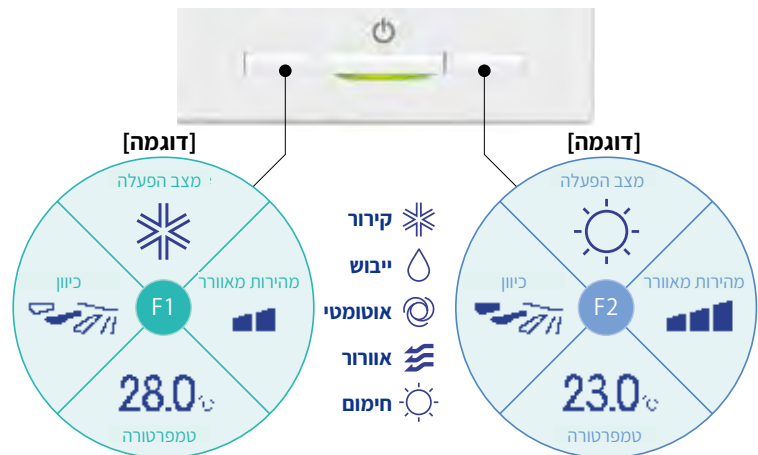 [דוגמה]
[דוגמה]
מצב הפעלה
כיוון
מהירות מאוורר
F1
28.0°c
טמפרטורה
קירור
ייבוש
אוטומטי
אוורור
חימום
מצב הפעלה
כיוון
מהירות מאוורר
F2
23.0°c
טמפרטורה